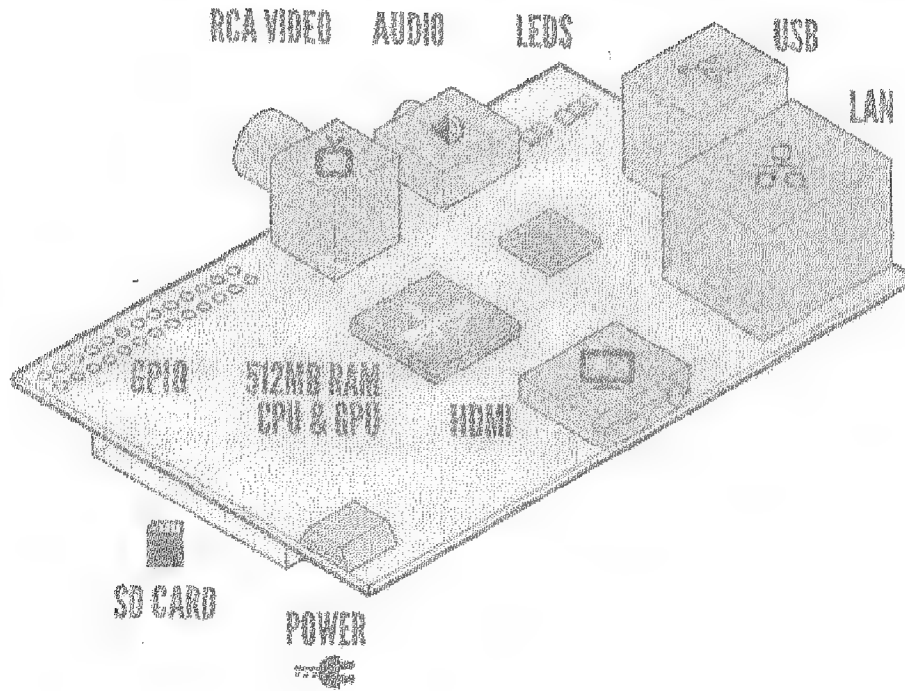 RCA VIDEO
AUDIO
LEDS
USB
LAN
GPIO
512MB RAM
CPU & GPU
HDMI
SD CARD
POWER